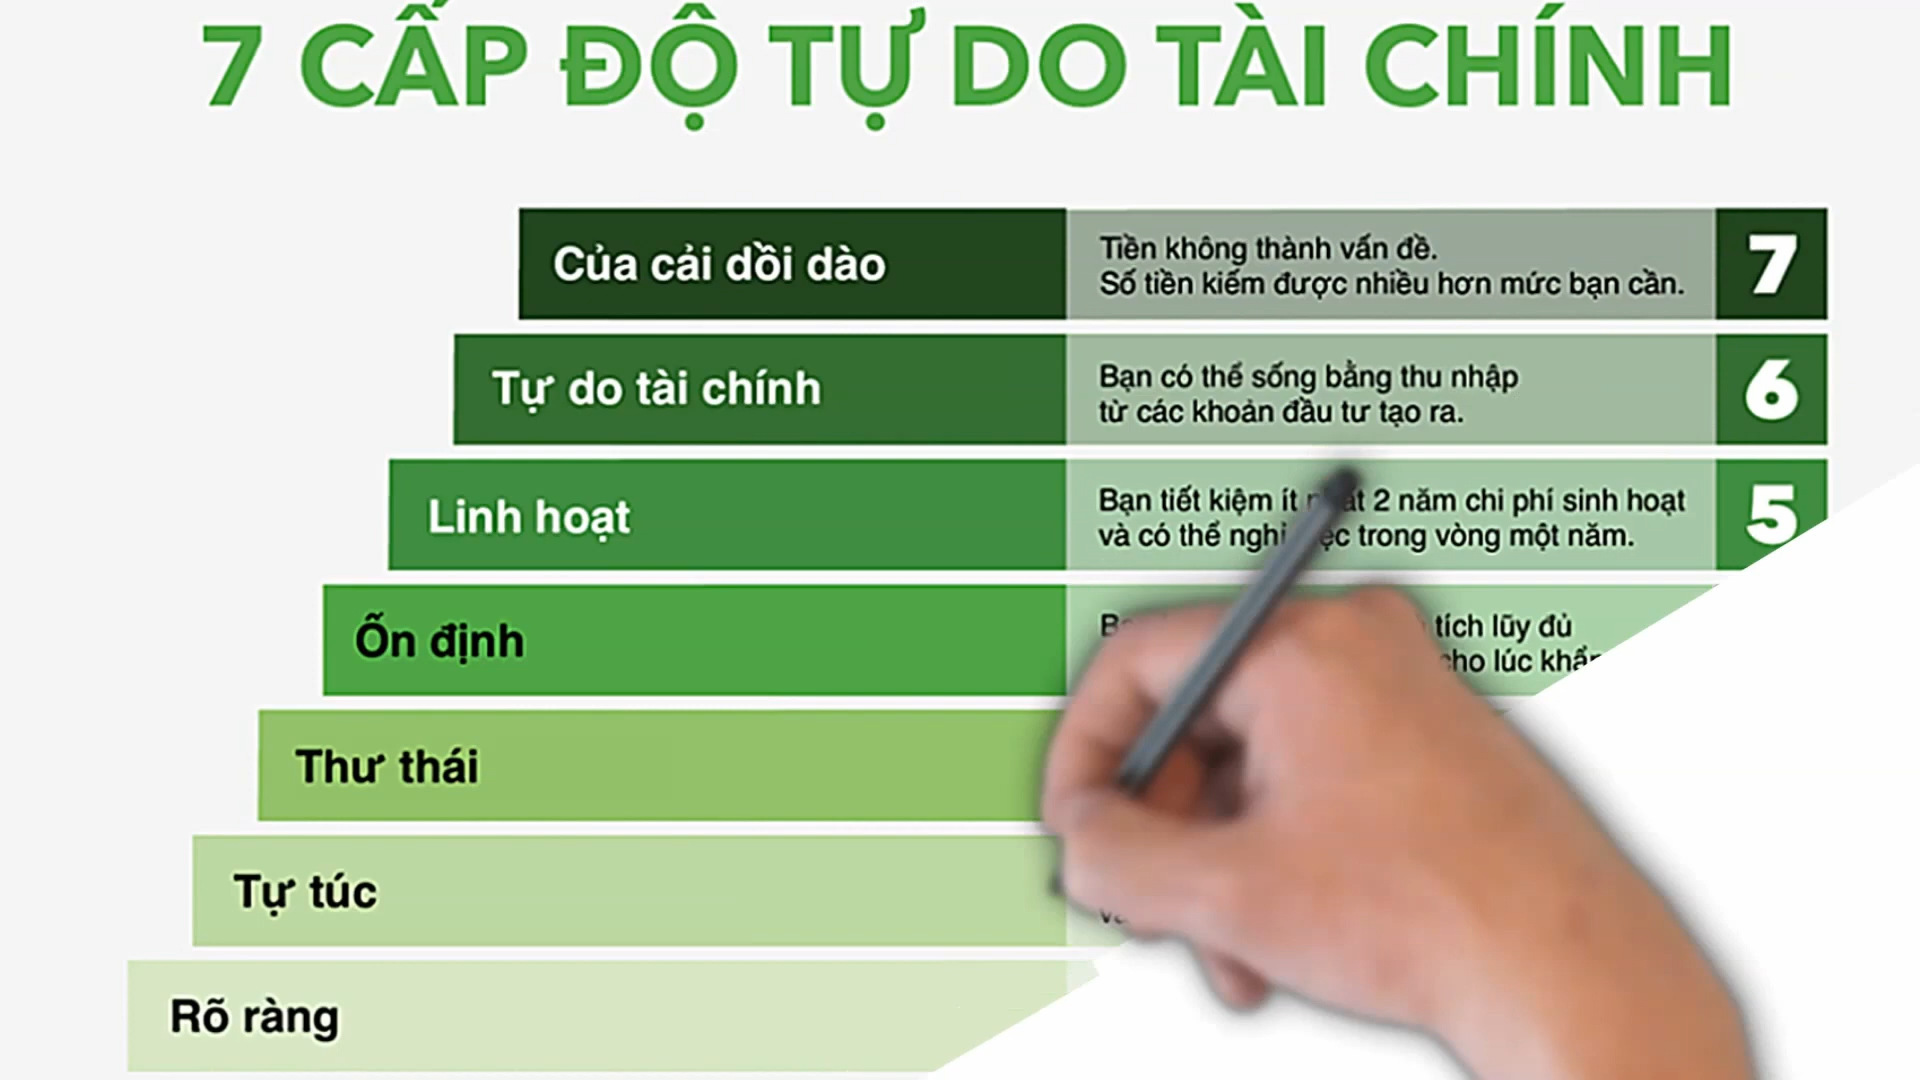 7 CẤP ĐỘ TỰ DO TÀI CHÍNH
Của cải dồi dào
Tiền không thành vấn đề.
Số tiền kiếm được nhiều hơn mức bạn cần.
7
Tự do tài chính
Bạn có thể sống bằng thu nhập
từ các khoản đầu tư tạo ra.
6
Linh hoạt
Bạn tiết kiệm ít 2 năm chi phí sinh hoạt
và có thể trong vòng một năm.
5
Ổn định
tích lũy đủ
cho lúc
Thư thái
Tự túc
Rõ ràng